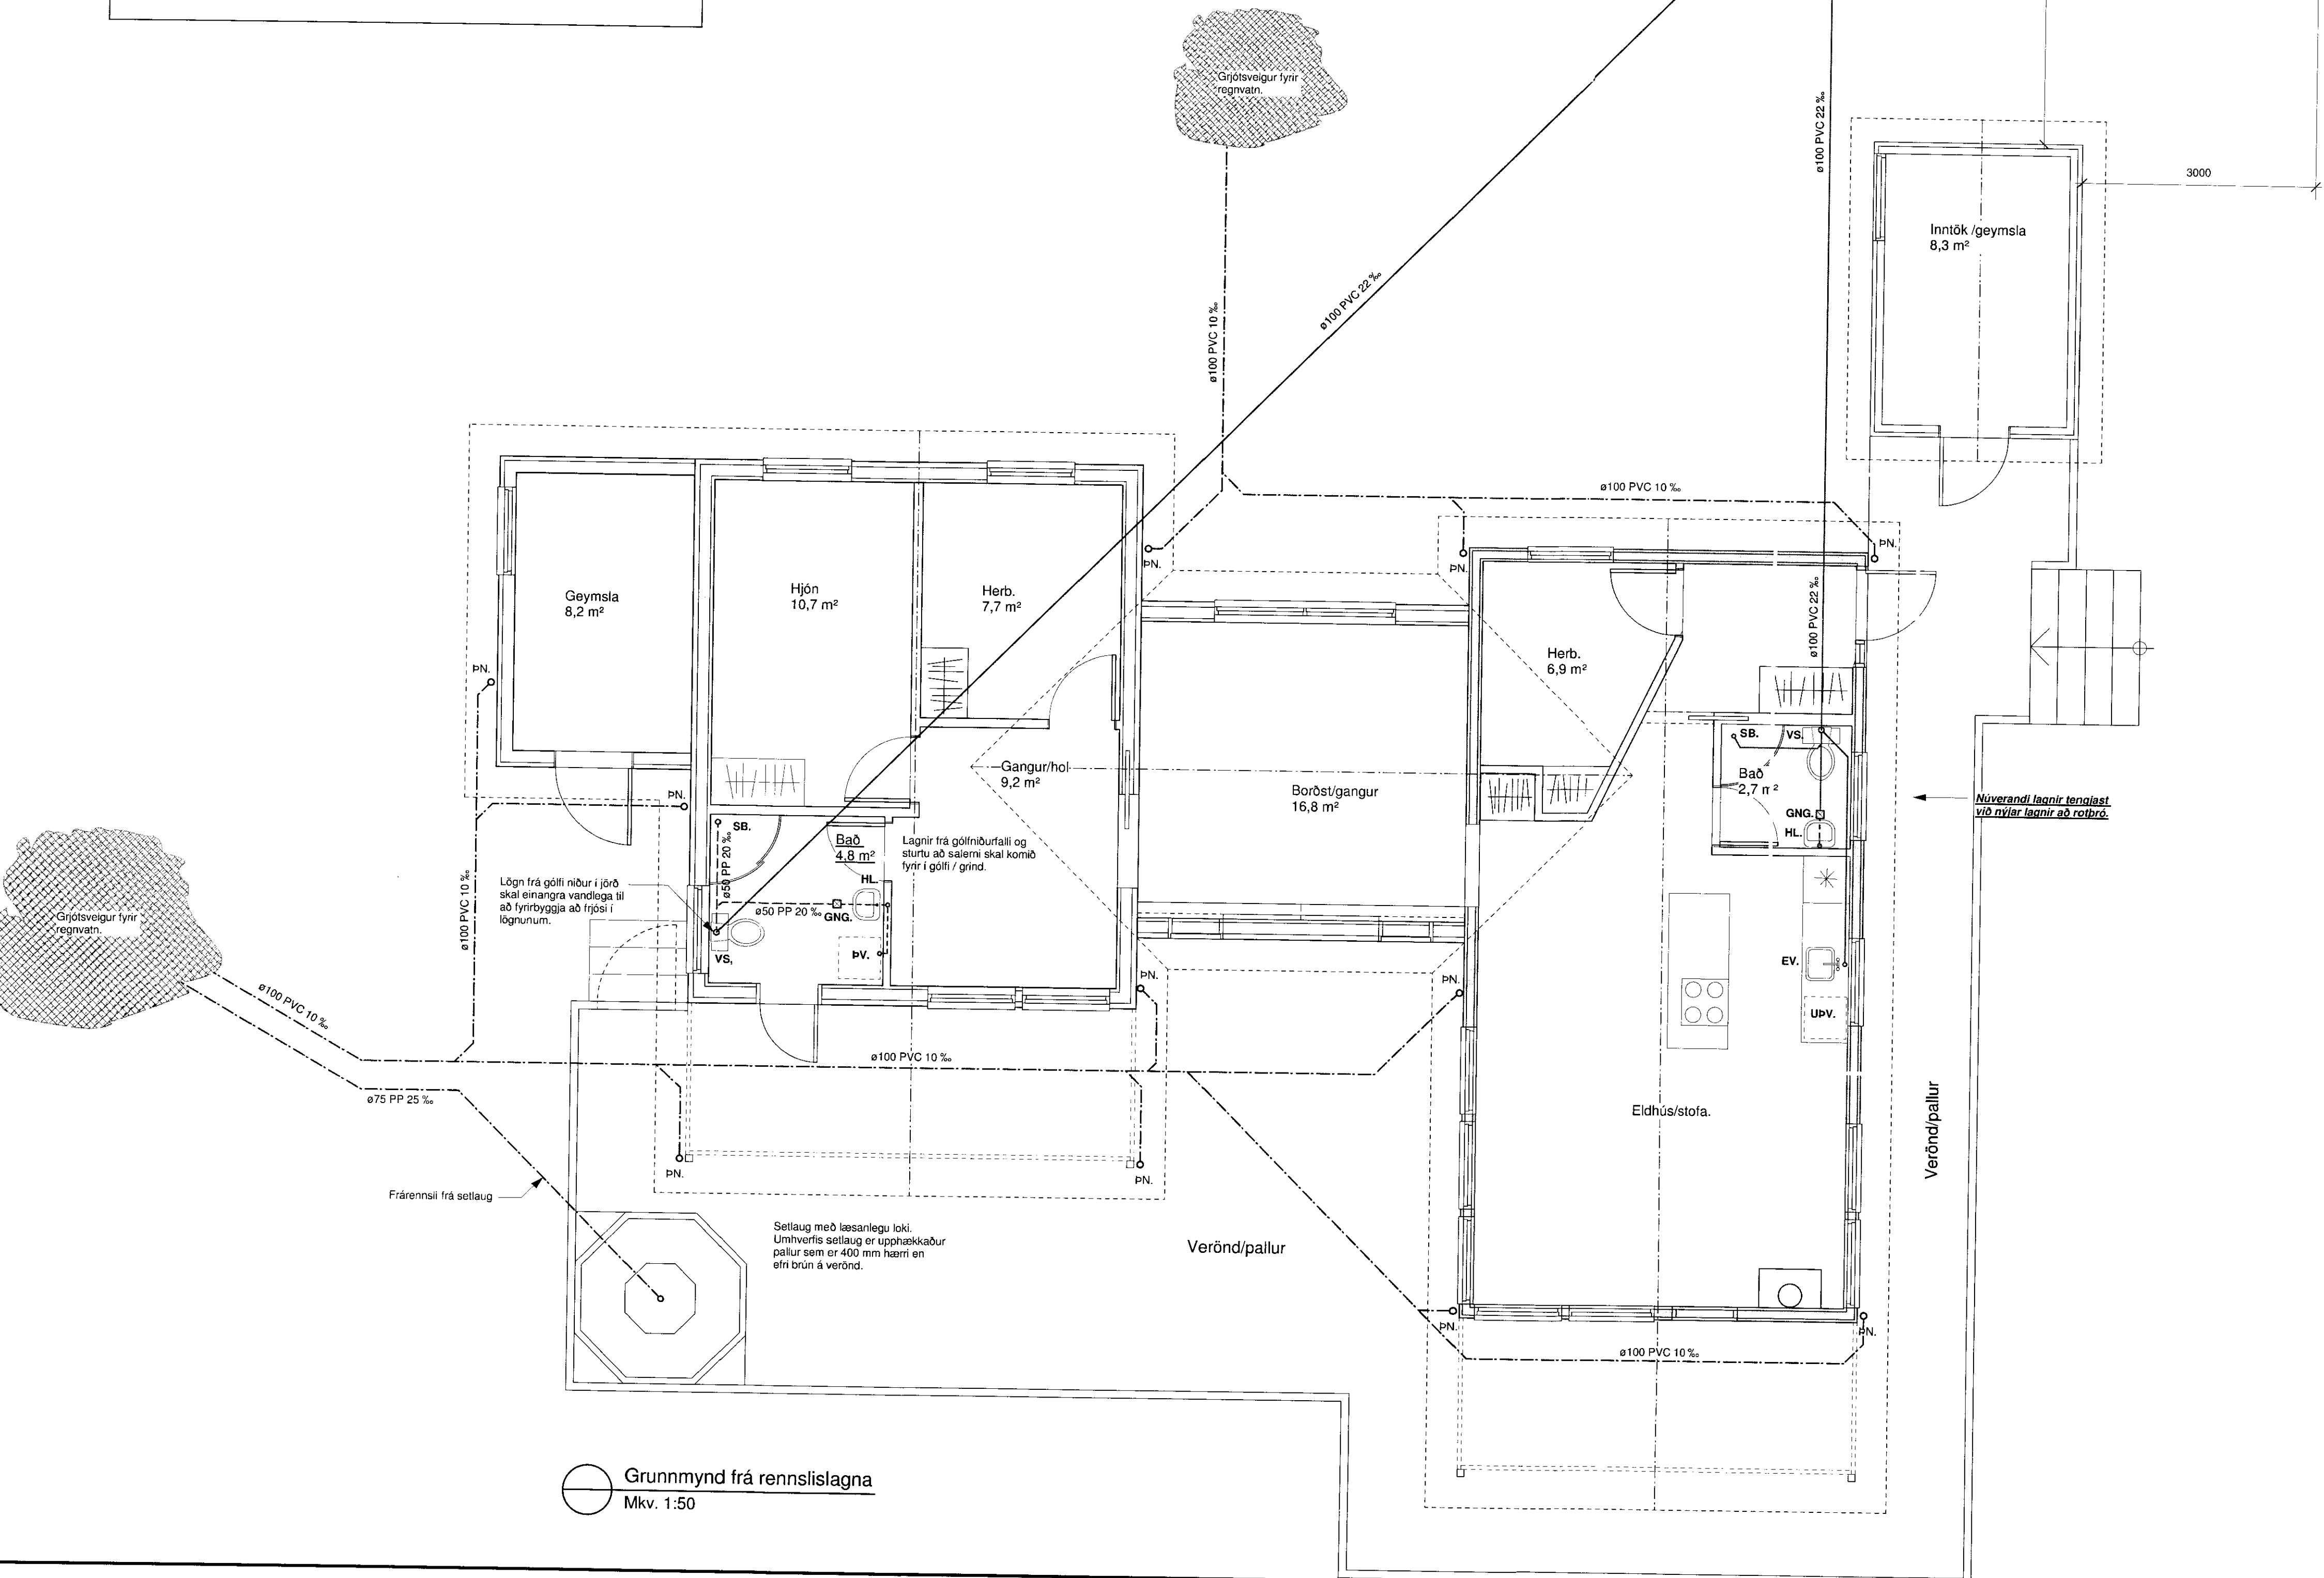 Grjótsveigur fyrir
regnvatn.
ø100 PVC 22 ‰
3000
Inntök /geymsla
8,3 m²
ø100 PVC 22 ‰
ø100 PVC 10 ‰
ø100 PVC 10 ‰
ÞN.
ÞN.
ÞN.
Geymsla
8,2 m²
Hjón
10,7 m²
Herb.
7,7 m²
ø100 PVC 22 ‰
Herb.
6,9 m²
ÞN.
SB.
VS.
Gangur/hol
9,2 m²
Bað
2,7 m²
Borðst/gangur
16,8 m²
ÞN.
Núverandi lagnir tengjast
við nýjar lagnir að rotþró.
GNG.
HL.
SB.
Bað
4,8 m²
Lagnir frá gólfniðurfalli og
sturtu að salerni skal komið
fyrir í gólfi / grind.
ø50 PP 20 ‰
HL.
Lögn frá gólfi niður í jörð
skal einangra vandlega til
að fyrirbyggja að frjósi í
lögnunum.
ø50 PP 20 ‰
GNG.
ø100 PVC 10 ‰
Grjótsveigur fyrir
regnvatn.
VS,
ÞV.
EV.
ÞN.
ÞN.
ø100 PVC 10 ‰
UÞV.
ø100 PVC 10 ‰
ø75 PP 25 ‰
Eldhús/stofa.
Verönd/pallur
ÞN.
ÞN.
Frárennsli frá setlaug
Setlaug með læsanlegu loki.
Umhverfis setlaug er upphækkaður
pallur sem er 400 mm hærri en
efri brún á verönd.
Verönd/pallur
ÞN.
ÞN.
ø100 PVC 10 ‰
Grunnmynd frá rennslislagna
Mkv. 1:50